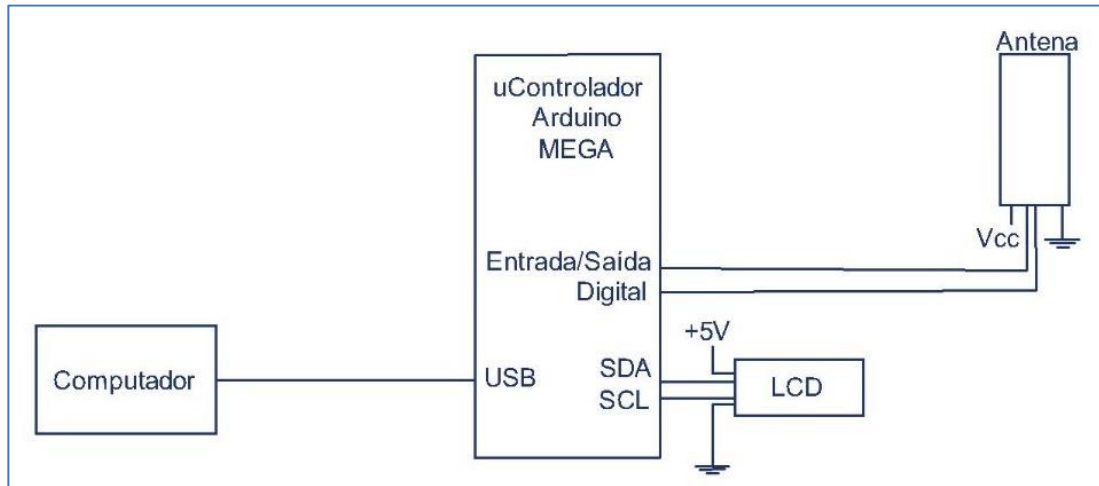 Antena
uControlador
Arduino
MEGA
Vcc
Entrada/Saída
Digital
+5V
Computador
USB
SDA
SCL
LCD